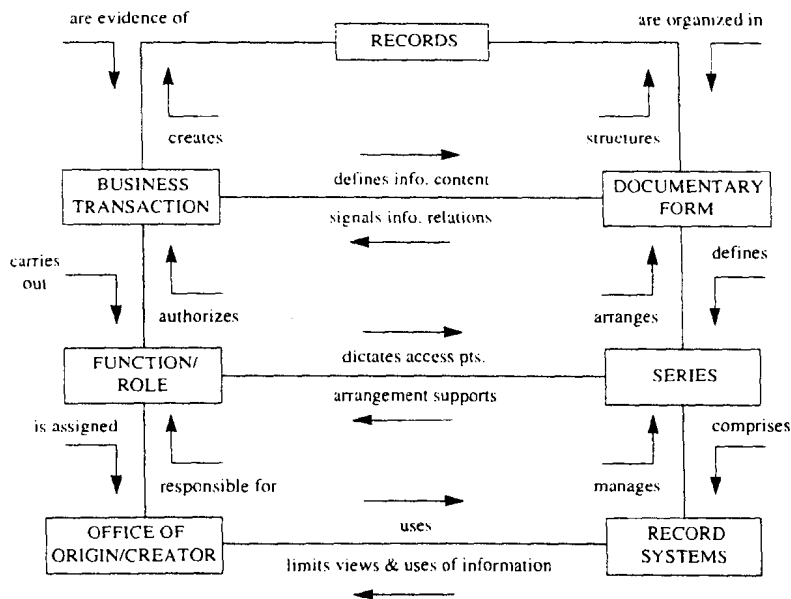 are evidence of
RECORDS
are organized in
creates
structures
defines info. content
BUSINESS
TRANSACTION
DOCUMENTARY
FORM
signals info. relations
carries
out
defines
authorizes
arranges
dictates access pts.
FUNCTION/
ROLE
SERIES
arrangement supports
is assigned
comprises
responsible for
manages
uses
OFFICE OF
ORIGIN/CREATOR
RECORD
SYSTEMS
limits views & uses of information